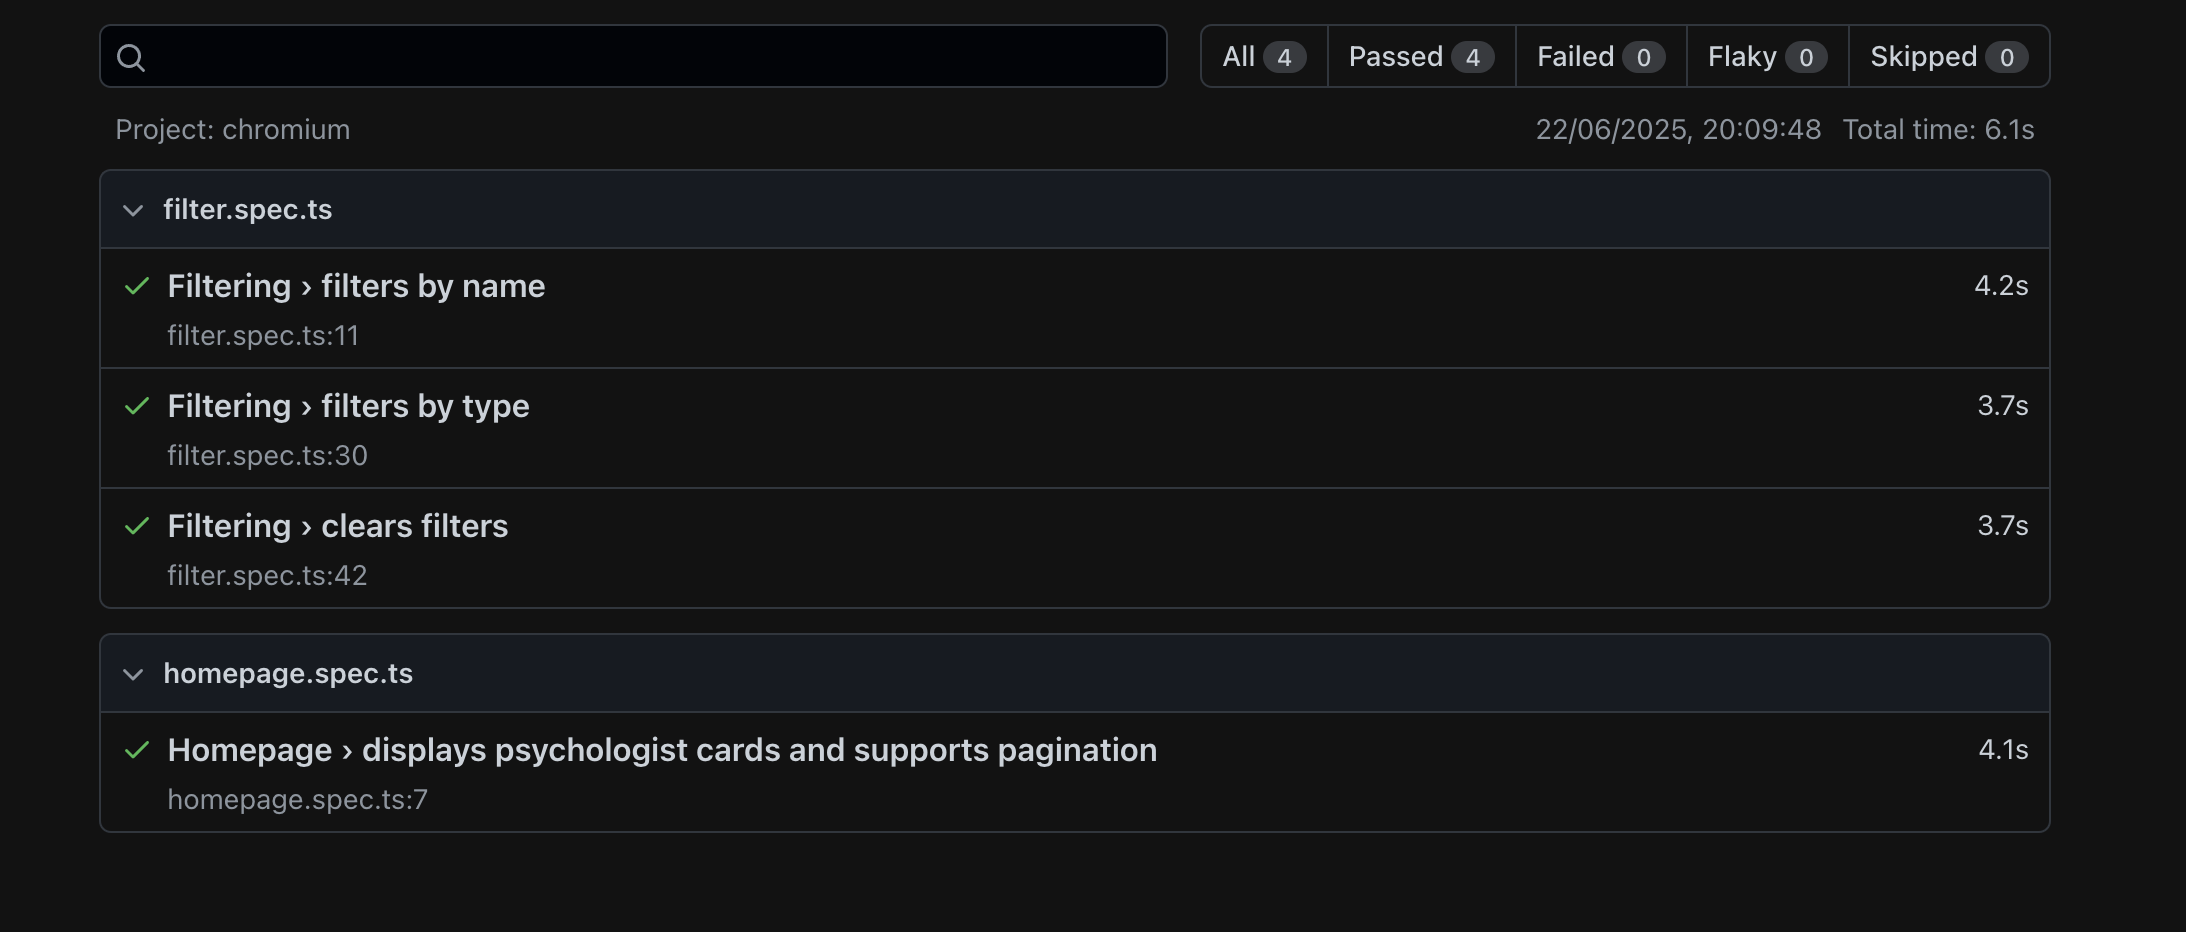 All 4 Passed 4 Failed 0 Flaky 0 Skipped 0
Project: chromium 22/06/2025, 20:09:48 Total time: 6.1s
filter.spec.ts
Filtering › filters by name 4.2s
filter.spec.ts:11
Filtering › filters by type 3.7s
filter.spec.ts:30
Filtering › clears filters 3.7s
filter.spec.ts:42
homepage.spec.ts
Homepage › displays psychologist cards and supports pagination 4.1s
homepage.spec.ts:7